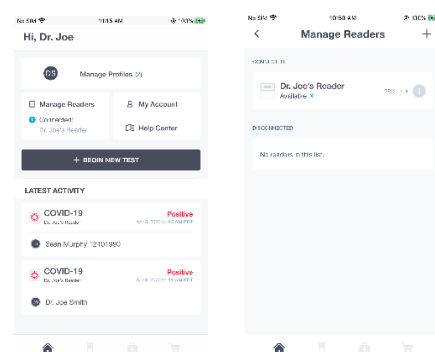 No SIM 11:15 AM 100%
Hi, Dr. Joe
DS Manage Profiles
Manage Readers
My Account
Connected:
Dr. Joe's Reader
Help Center
+ BEGIN NEW TEST
LATEST ACTIVITY
COVID-19 Positive
Dr. Joe's Reader
Sean Murphy 12101990
COVID-19 Positive
Dr. Joe's Reader
Dr. Joe Smith
No SIM 10:58 AM 100%
Manage Readers
CONNECTED
Dr. Joe's Reader
Available
DISCONNECTED
No readers in this list.